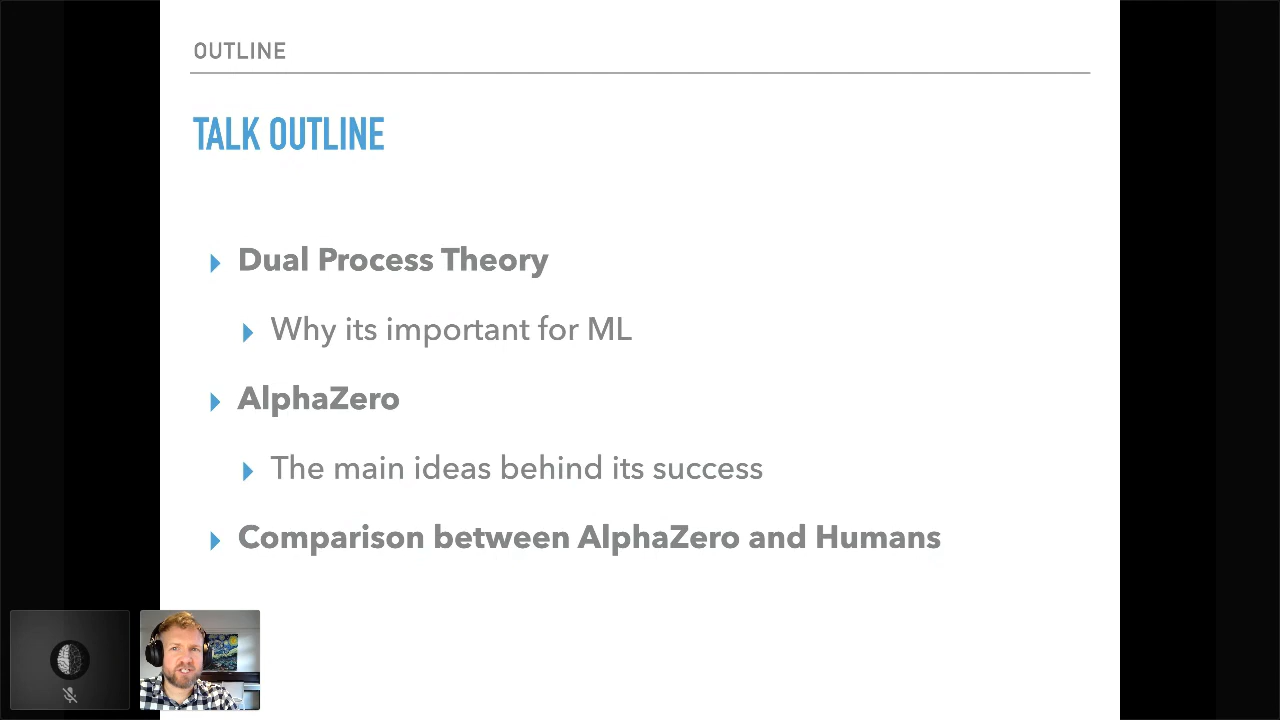 OUTLINE
TALK OUTLINE
Dual Process Theory
Why its important for ML
AlphaZero
The main ideas behind its success
Comparison between AlphaZero and Humans